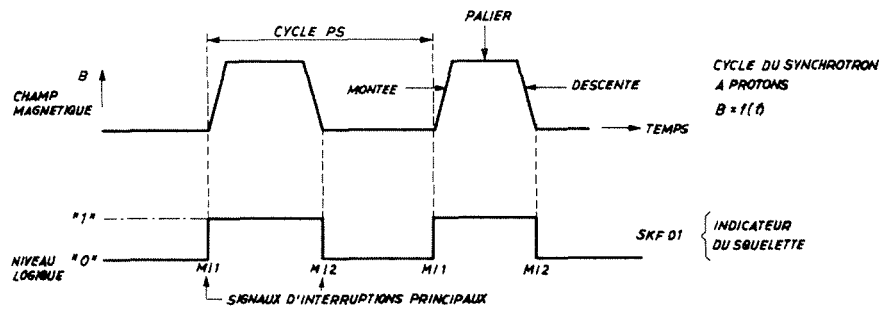 PALIER
CYCLE PS
B
CHAMP
MAGNETIQUE
MONTEE
DESCENTE
CYCLE DU SYNCHROTRON
A PROTONS
B = f(t)
TEMPS
"1"
SKF 01
INDICATEUR
DU SQUELETTE
NIVEAU
LOGIQUE
"0"
MI1
MI2
MI1
MI2
SIGNAUX D'INTERRUPTIONS PRINCIPAUX